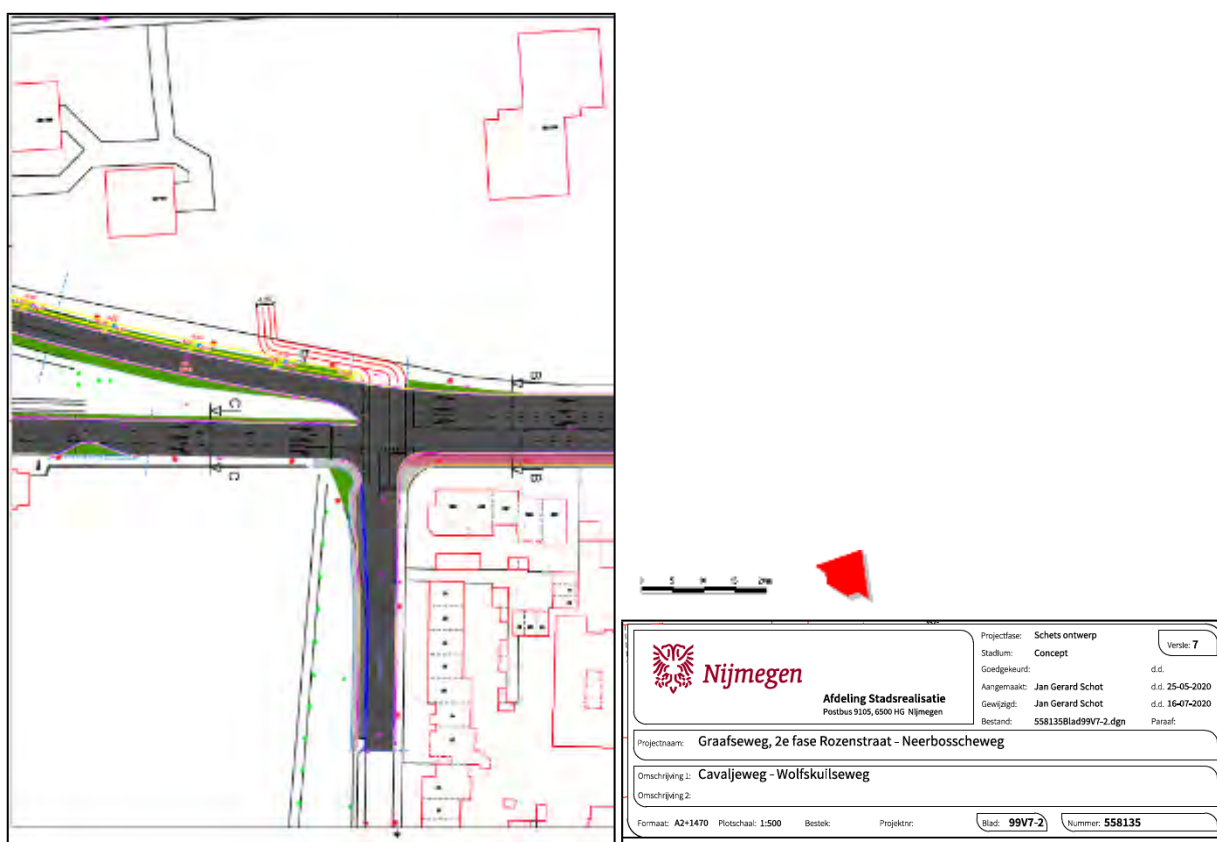 B
C
C
B
Nijmegen
Afdeling Stadsrealisatie
Postbus 9105, 6500 HG Nijmegen
Projectfase: Schets ontwerp
Versie: 7
Stadium: Concept
Goedgekeurd: d.d.
Aangemaakt: Jan Gerard Schot d.d. 25-05-2020
Gewijzigd: Jan Gerard Schot d.d. 16-07-2020
Bestand: 558135Blad99V7-2.dgn Paraaf:
Projectnaam: Graafseweg, 2e fase Rozenstraat - Neerbosscheweg
Omschrijving 1: Cavaljeweg - Wolfskuilseweg
Omschrijving 2:
Formaat: A2+1470 Plotschaal: 1:500 Bestek: Projektnr: Blad: 99V7-2 Nummer: 558135